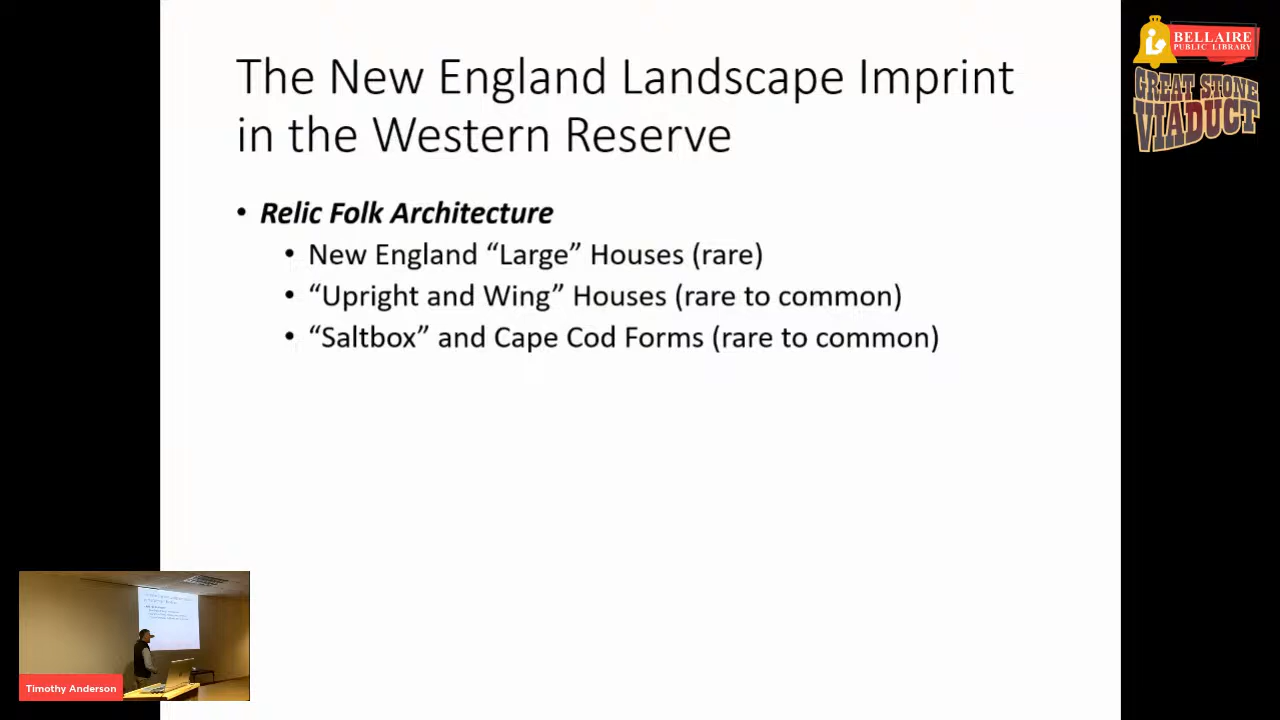 The New England Landscape Imprint
in the Western Reserve
• Relic Folk Architecture
• New England “Large” Houses (rare)
• “Upright and Wing” Houses (rare to common)
• “Saltbox” and Cape Cod Forms (rare to common)
BELLAIRE
PUBLIC LIBRARY
GREAT STONE
VIADUCT
Timothy Anderson